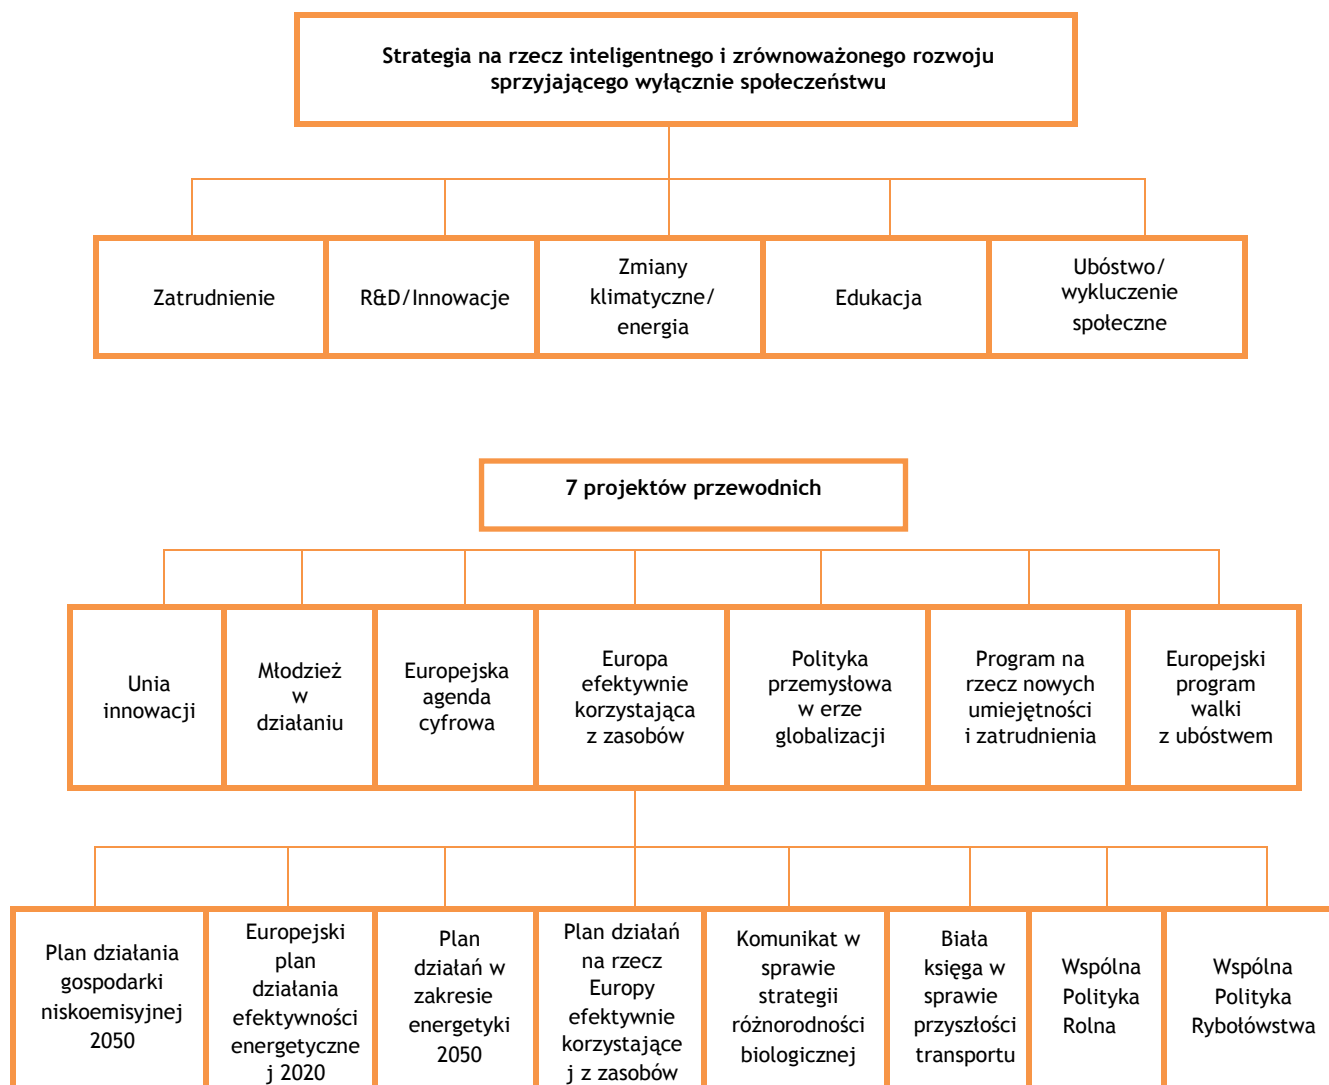 Strategia na rzecz inteligentnego i zrównoważonego rozwoju
sprzyjającego wyłącznie społeczeństwu
Zatrudnienie
R&D/Innowacje
Zmiany
klimatyczne/
energia
Edukacja
Ubóstwo/
wykluczenie
społeczne
7 projektów przewodnich
Unia
innowacji
Młodzież
w
działaniu
Europejska
agenda
cyfrowa
Europa
efektywnie
korzystająca
z zasobów
Polityka
przemysłowa
w erze
globalizacji
Program na
rzecz nowych
umiejętności
i zatrudnienia
Europejski
program
walki
z ubóstwem
Plan działania
gospodarki
niskoemisyjnej
2050
Europejski
plan
działania
efektywności
energetyczne
j 2020
Plan
działań w
zakresie
energetyki
2050
Plan działań
na rzecz
Europy
efektywnie
korzystające
j z zasobów
Komunikat w
sprawie
strategii
różnorodności
biologicznej
Biała
księga w
sprawie
przyszłości
transportu
Wspólna
Polityka
Rolna
Wspólna
Polityka
Rybołówstwa